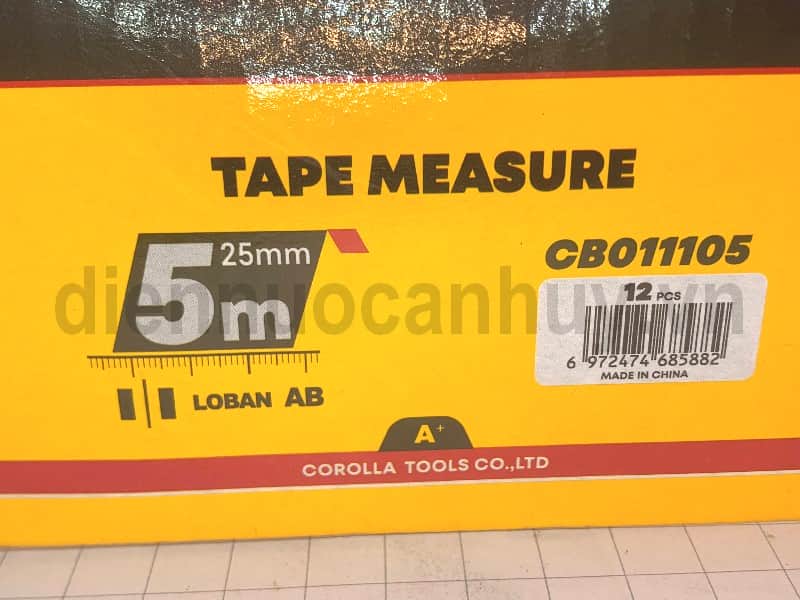 TAPE MEASURE
25mm
5m
CB011105
12 PCS
6 972474 685882
MADE IN CHINA
LOBAN AB
A+
COROLLA TOOLS CO.,LTD
diennuocanhuy.vn